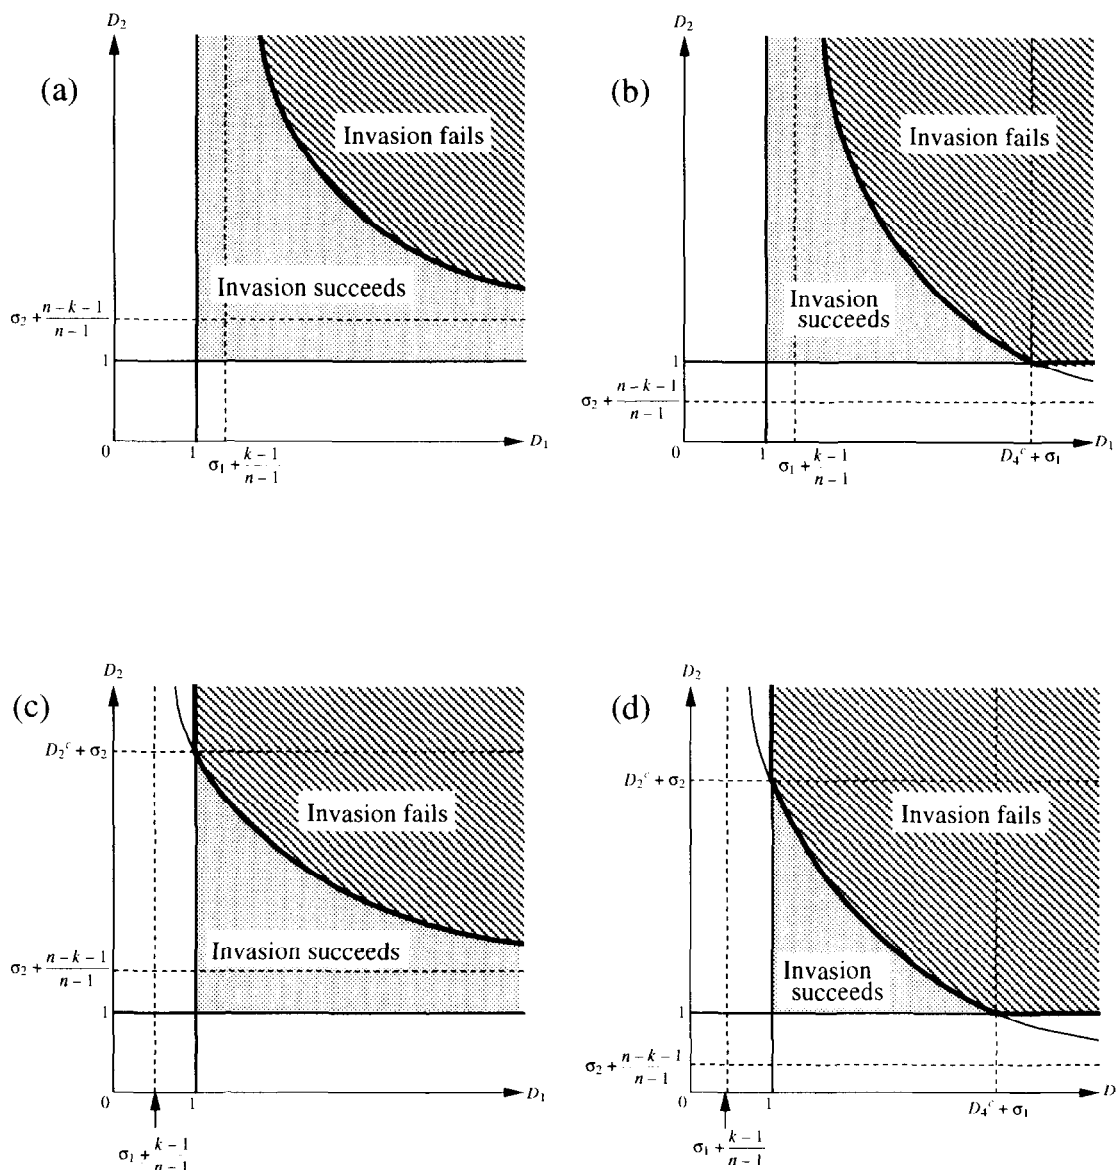 (a)
D₂
Invasion fails
Invasion succeeds
σ₂ + (n − k − 1)/(n − 1)
1
0
1
σ₁ + (k − 1)/(n − 1)
D₁
(b)
D₂
Invasion fails
Invasion
succeeds
1
σ₂ + (n − k − 1)/(n − 1)
0
1
σ₁ + (k − 1)/(n − 1)
D₄ᶜ + σ₁
D₁
(c)
D₂
D₂ᶜ + σ₂
Invasion fails
Invasion succeeds
σ₂ + (n − k − 1)/(n − 1)
1
0
1
D₁
σ₁ + (k − 1)/(n − 1)
(d)
D₂
D₂ᶜ + σ₂
Invasion fails
Invasion
succeeds
1
σ₂ + (n − k − 1)/(n − 1)
0
1
D₄ᶜ + σ₁
D
σ₁ + (k − 1)/(n − 1)